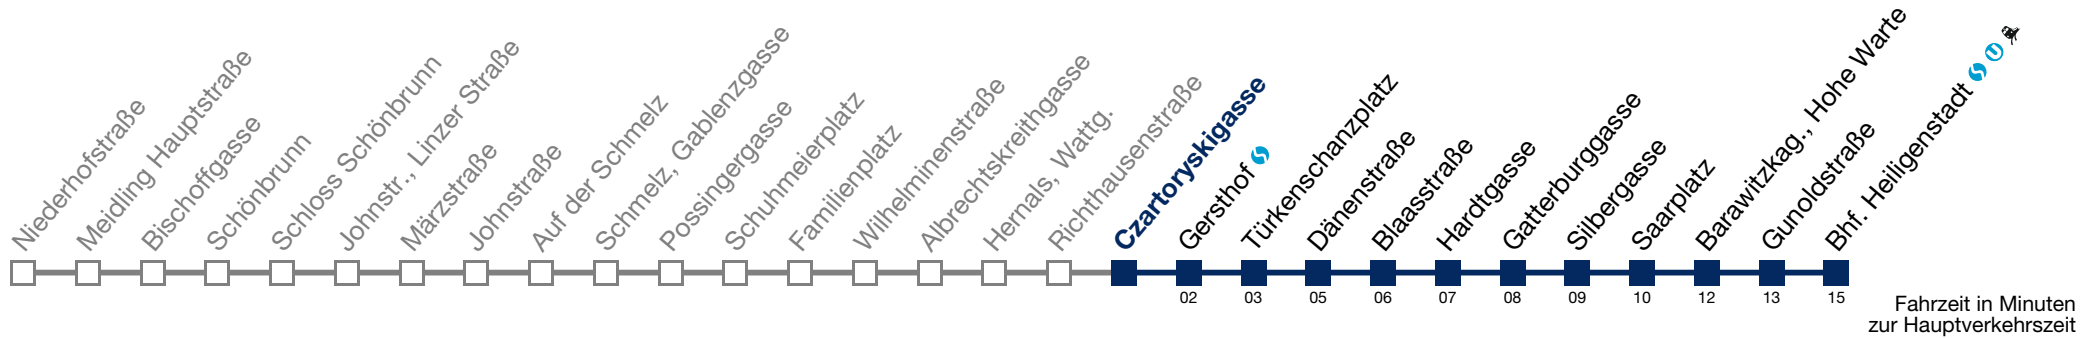 Niederhofstraße
Meidling Hauptstraße
Bischoffgasse
Schönbrunn
Schloss Schönbrunn
Johnstr., Linzer Straße
Märzstraße
Johnstraße
Auf der Schmelz
Schmelz, Gablenzgasse
Possingergasse
Schuhmeierplatz
Familienplatz
Wilhelminenstraße
Albrechtskreithgasse
Hernals, Wattg.
Richthausenstraße
Czartoryskigasse
Gersthof S
Türkenschanzplatz
Dänenstraße
Blaasstraße
Hardtgasse
Gatterburggasse
Silbergasse
Saarplatz
Barawitzkag., Hohe Warte
Gunoldstraße
Bhf. Heiligenstadt S U
02 03 05 06 07 08 09 10 12 13 15
Fahrzeit in Minuten
zur Hauptverkehrszeit